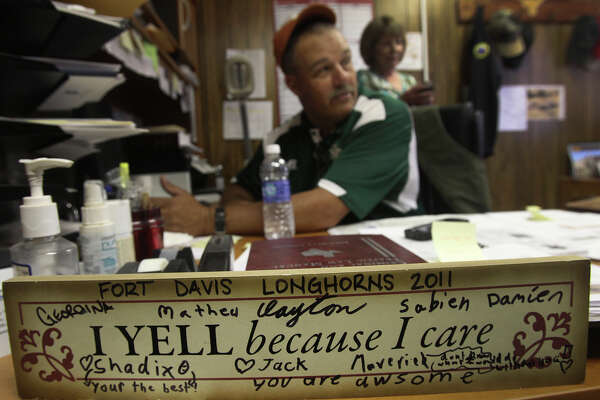 FORT DAVIS LONGHORNS 2011
Georgina Mathew Clayton Sabien Damien
I YELL because I care
Shadix Jack Maverick
your the best! you are awsome